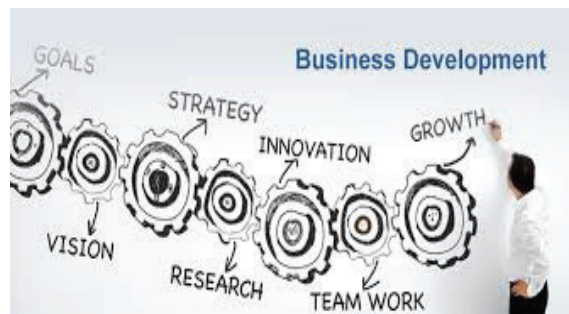 GOALS
Business Development
STRATEGY
GROWTH
INNOVATION
VISION
RESEARCH
TEAM WORK